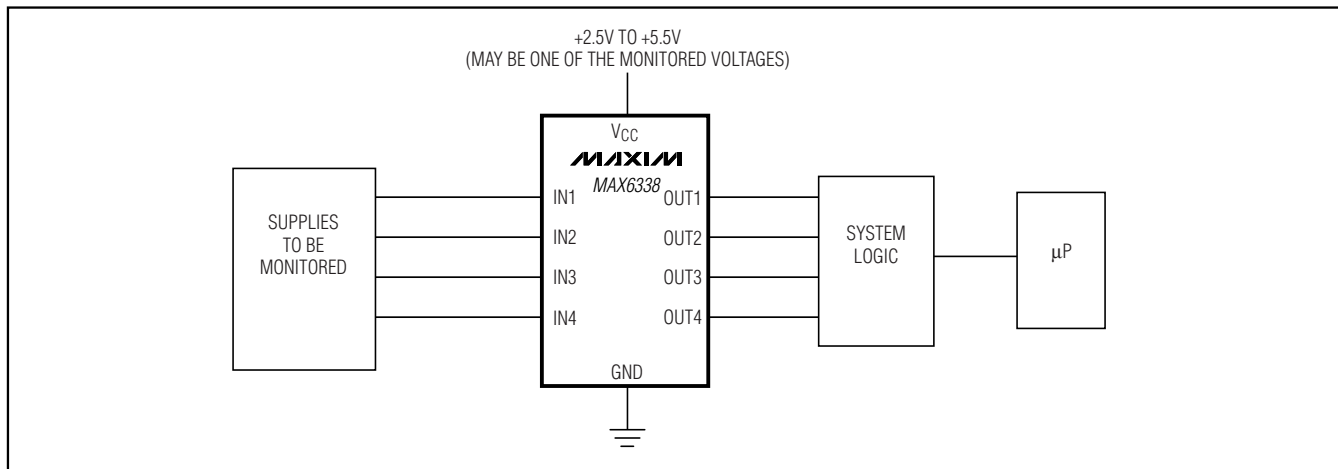 +2.5V TO +5.5V
(MAY BE ONE OF THE MONITORED VOLTAGES)
VCC
MAXIM
MAX6338
SUPPLIES
TO BE
MONITORED
IN1
IN2
IN3
IN4
OUT1
OUT2
OUT3
OUT4
GND
SYSTEM
LOGIC
µP